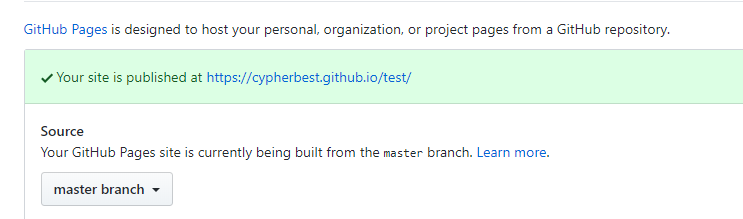 GitHub Pages is designed to host your personal, organization, or project pages from a GitHub repository.
Your site is published at https://cypherbest.github.io/test/
Source
Your GitHub Pages site is currently being built from the master branch. Learn more.
master branch